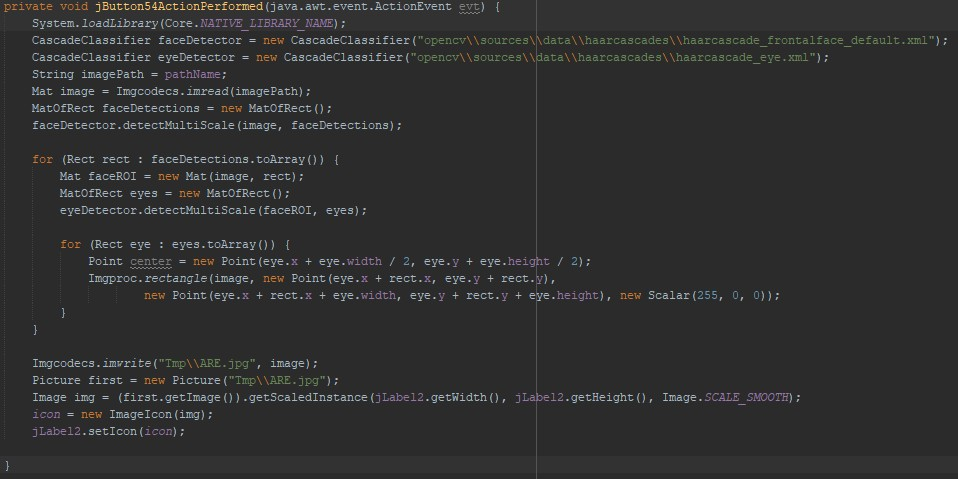 private void jButton54ActionPerformed(java.awt.event.ActionEvent evt) {
System.loadLibrary(Core.NATIVE_LIBRARY_NAME);
CascadeClassifier faceDetector = new CascadeClassifier("opencv\\sources\\data\\haarcascades\\haarcascade_frontalface_default.xml");
CascadeClassifier eyeDetector = new CascadeClassifier("opencv\\sources\\data\\haarcascades\\haarcascade_eye.xml");
String imagePath = pathName;
Mat image = Imgcodecs.imread(imagePath);
MatOfRect faceDetections = new MatOfRect();
faceDetector.detectMultiScale(image, faceDetections);
for (Rect rect : faceDetections.toArray()) {
Mat faceROI = new Mat(image, rect);
MatOfRect eyes = new MatOfRect();
eyeDetector.detectMultiScale(faceROI, eyes);
for (Rect eye : eyes.toArray()) {
Point center = new Point(eye.x + eye.width / 2, eye.y + eye.height / 2);
Imgproc.rectangle(image, new Point(eye.x + rect.x, eye.y + rect.y),
new Point(eye.x + rect.x + eye.width, eye.y + rect.y + eye.height), new Scalar(255, 0, 0));
}
}
Imgcodecs.imwrite("Tmp\\ARE.jpg", image);
Picture first = new Picture("Tmp\\ARE.jpg");
Image img = (first.getImage()).getScaledInstance(jLabel2.getWidth(), jLabel2.getHeight(), Image.SCALE_SMOOTH);
icon = new ImageIcon(img);
jLabel2.setIcon(icon);
}